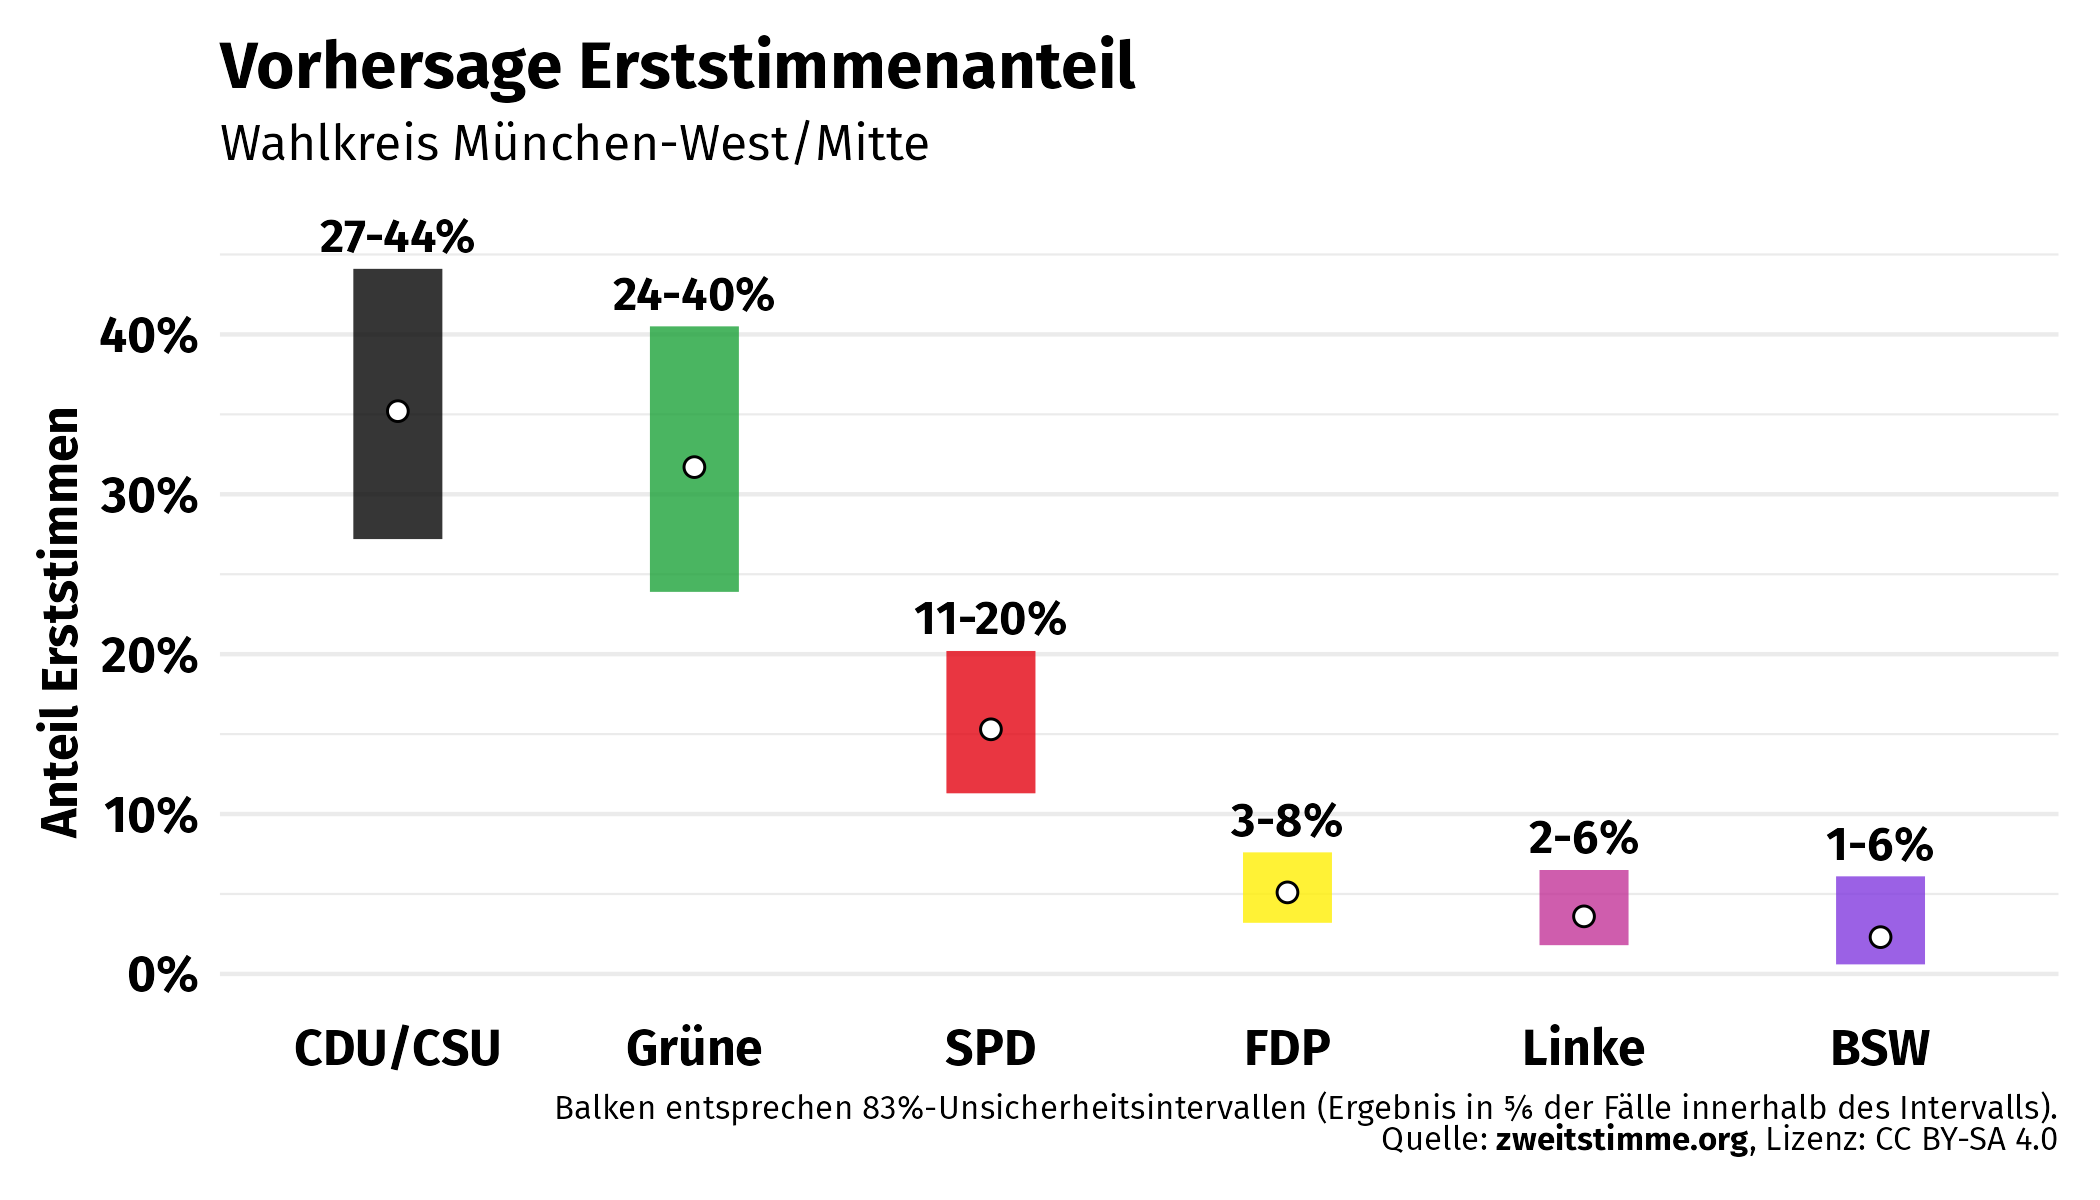 Vorhersage Erststimmenanteil
Wahlkreis München-West/Mitte
27-44%
24-40%
11-20%
3-8%
2-6%
1-6%
40%
30%
20%
10%
0%
Anteil Erststimmen
CDU/CSU
Grüne
SPD
FDP
Linke
BSW
Balken entsprechen 83%-Unsicherheitsintervallen (Ergebnis in ⅚ der Fälle innerhalb des Intervalls).
Quelle: zweitstimme.org, Lizenz: CC BY-SA 4.0